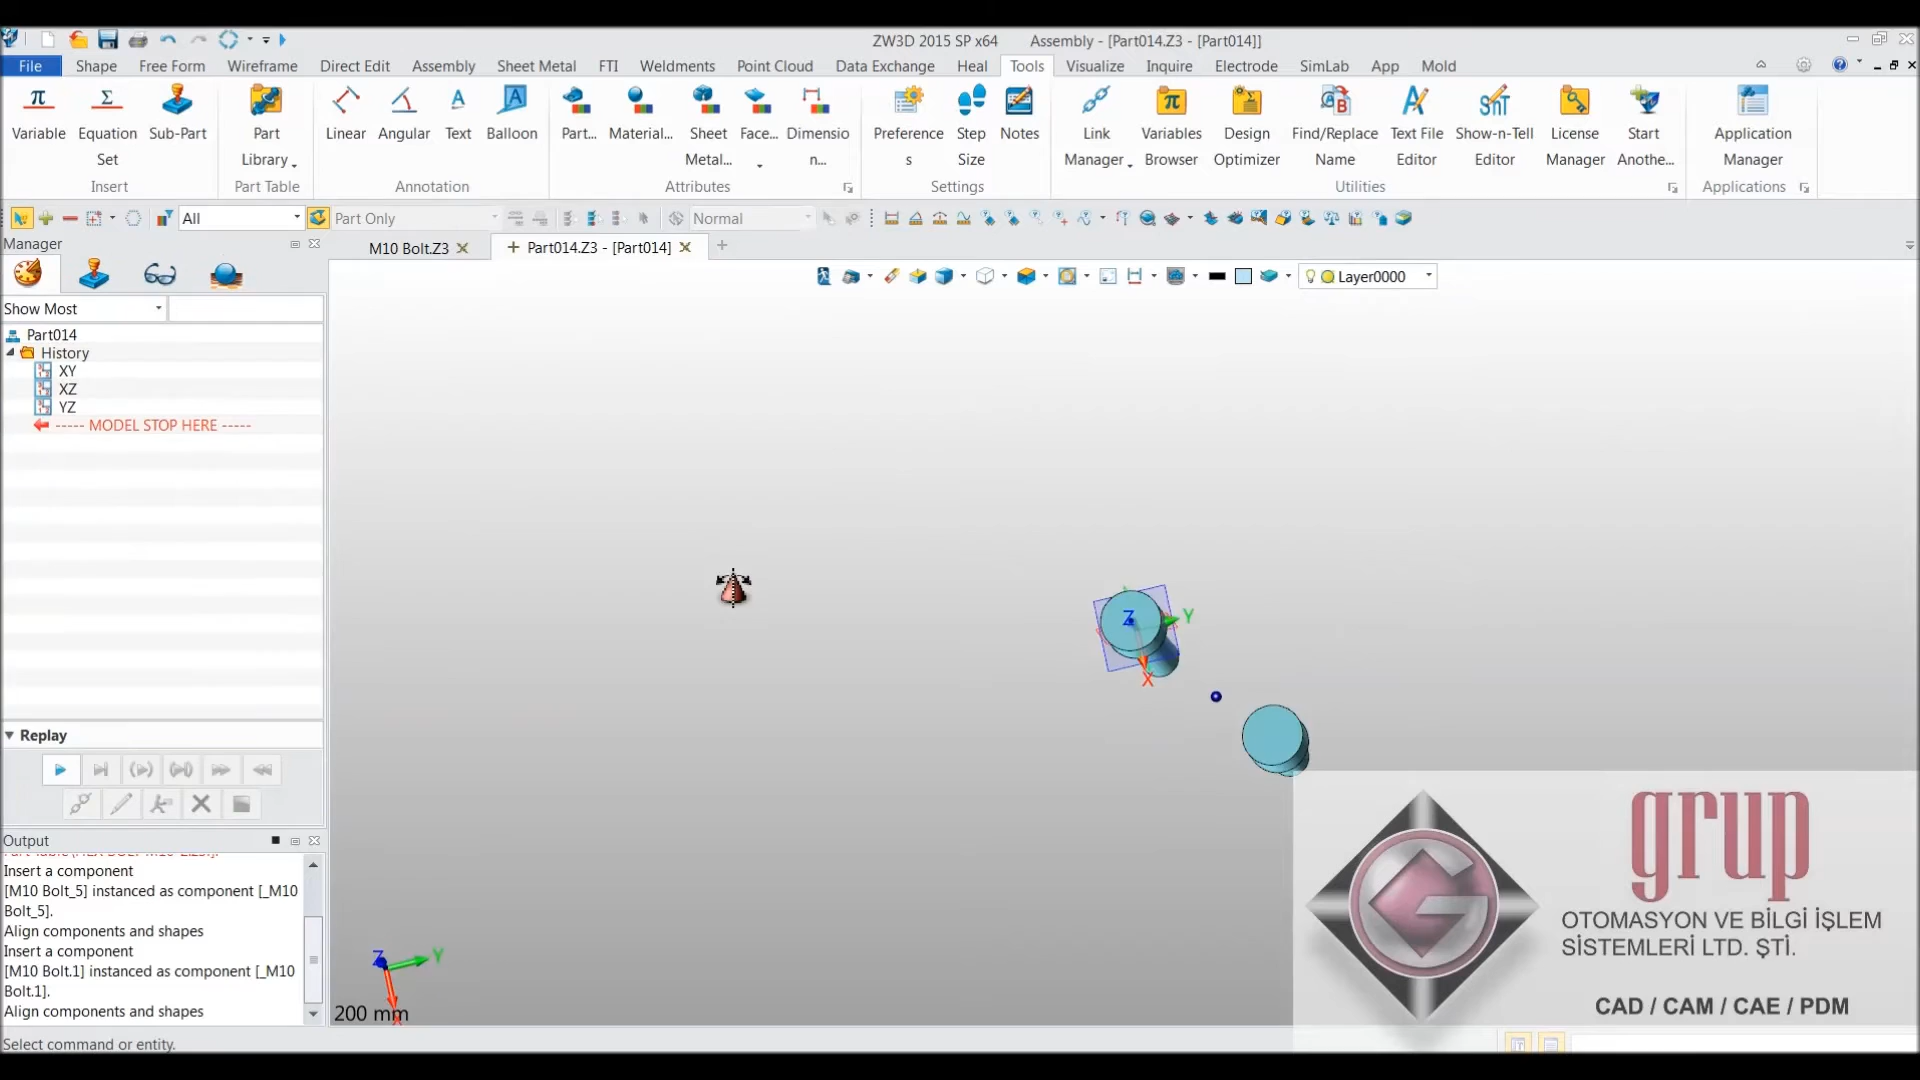 ZW3D 2015 SP x64 Assembly - [Part014.Z3 - [Part014]]
File Shape Free Form Wireframe Direct Edit Assembly Sheet Metal FTI Weldments Point Cloud Data Exchange Heal Tools Visualize Inquire Electrode SimLab App Mold
Variable Equation Set Sub-Part Part Library Linear Angular Text Balloon Part... Material... Sheet Metal... Face... Dimension... Preferences Step Size Notes Link Manager Variables Browser Design Optimizer Find/Replace Name Text File Editor Show-n-Tell Editor License Manager Start Anothe... Application Manager
Insert Part Table Annotation Attributes Settings Utilities Applications
All Part Only Normal
Manager M10 Bolt.Z3 Part014.Z3 - [Part014]
Layer0000
Show Most
Part014
History
XY
XZ
YZ
----- MODEL STOP HERE -----
Z Y
X
Replay
Output
Insert a component
[M10 Bolt_5] instanced as component [_M10
Bolt_5].
Align components and shapes
Insert a component
[M10 Bolt.1] instanced as component [_M10
Bolt.1].
Align components and shapes
Z Y
200 mm
Select command or entity.
G
grup
OTOMASYON VE BİLGİ İŞLEM
SİSTEMLERİ LTD. ŞTİ.
CAD / CAM / CAE / PDM